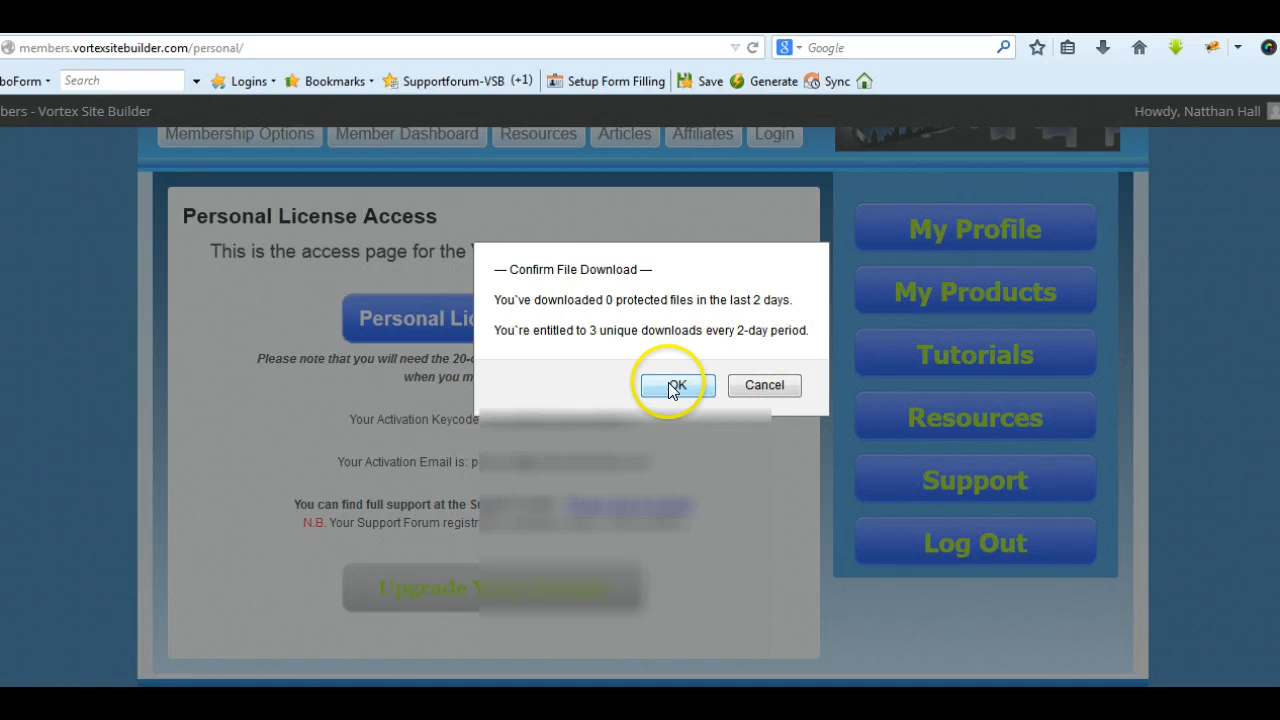 members.vortexsitebuilder.com/personal/
Google
boForm
Search
Logins
Bookmarks
Supportforum-VSB (+1)
Setup Form Filling
Save
Generate
Sync
bers - Vortex Site Builder
Howdy, Natthan Hall
Membership Options
Member Dashboard
Resources
Articles
Affiliates
Login
Personal License Access
This is the access page for the
Personal Lic
Please note that you will need the 20-
when you m
Your Activation Keycode
Your Activation Email is: p
You can find full support at the S
N.B. Your Support Forum registr
Upgrade
— Confirm File Download —
You`ve downloaded 0 protected files in the last 2 days.
You`re entitled to 3 unique downloads every 2-day period.
OK
Cancel
My Profile
My Products
Tutorials
Resources
Support
Log Out